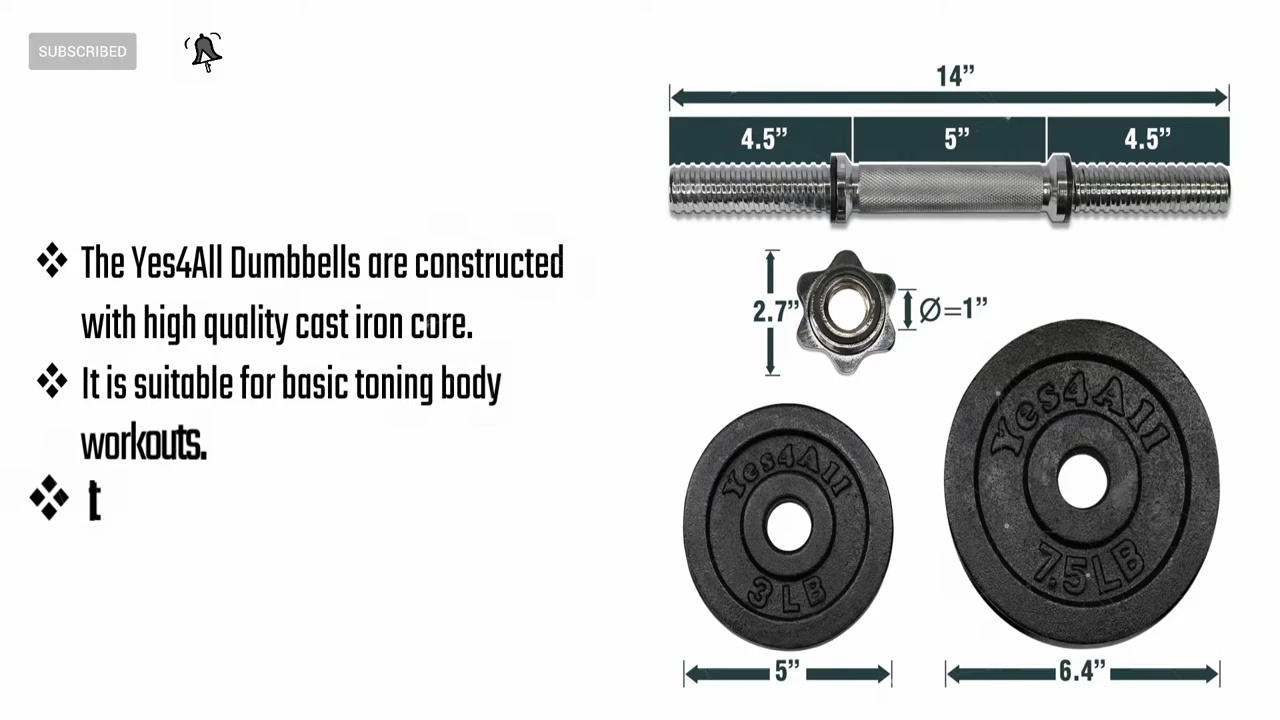 SUBSCRIBED
14”
4.5” 5” 4.5”
❖ The Yes4All Dumbbells are constructed
with high quality cast iron core.
❖ It is suitable for basic toning body
workouts.
❖ t
2.7”
Ø=1”
Yes4All
3 LB
5”
Yes4All
7.5LB
6.4”